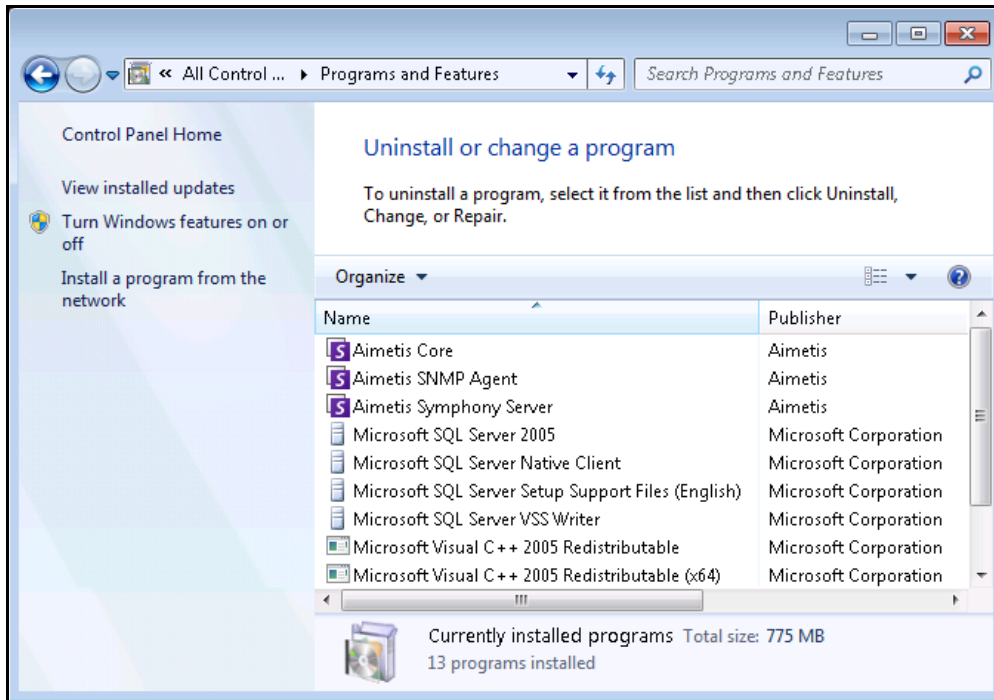 « All Control ... Programs and Features
Search Programs and Features
Control Panel Home
View installed updates
Turn Windows features on or
off
Install a program from the
network
Uninstall or change a program
To uninstall a program, select it from the list and then click Uninstall,
Change, or Repair.
Organize
Name Publisher
Aimetis Core Aimetis
Aimetis SNMP Agent Aimetis
Aimetis Symphony Server Aimetis
Microsoft SQL Server 2005 Microsoft Corporation
Microsoft SQL Server Native Client Microsoft Corporation
Microsoft SQL Server Setup Support Files (English) Microsoft Corporation
Microsoft SQL Server VSS Writer Microsoft Corporation
Microsoft Visual C++ 2005 Redistributable Microsoft Corporation
Microsoft Visual C++ 2005 Redistributable (x64) Microsoft Corporation
Currently installed programs Total size: 775 MB
13 programs installed